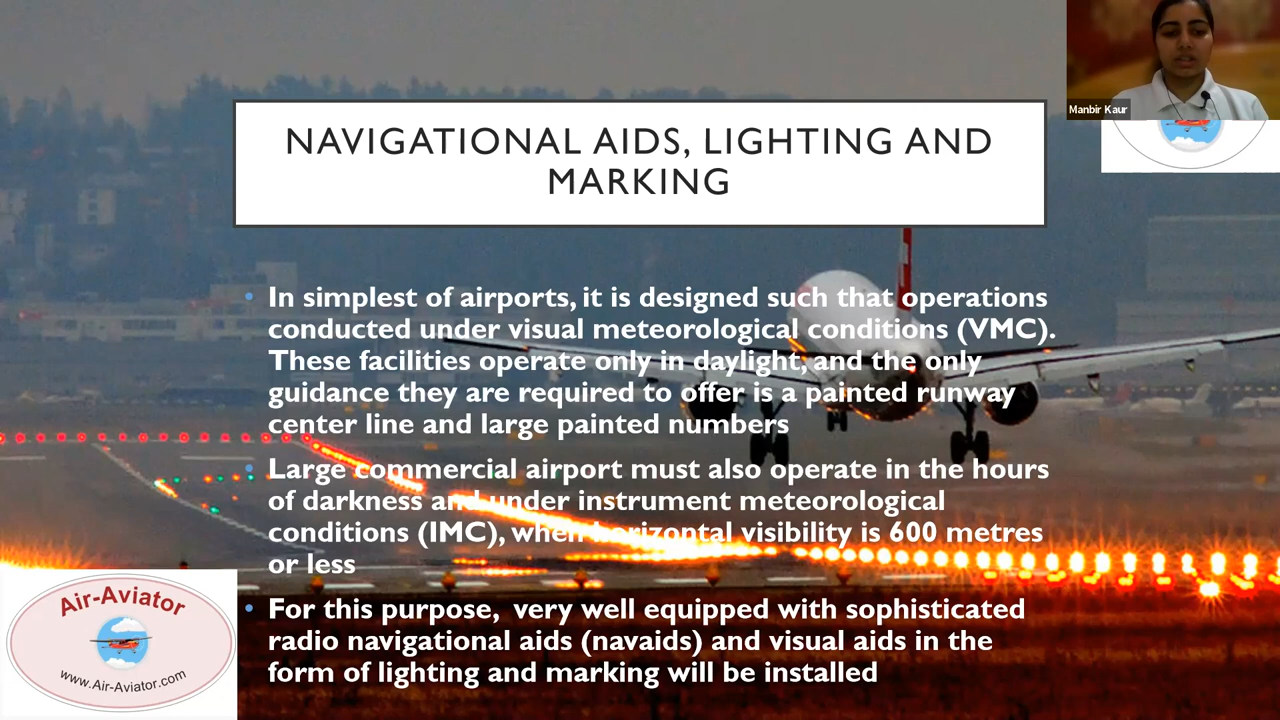 Manbir Kaur
NAVIGATIONAL AIDS, LIGHTING AND
MARKING
• In simplest of airports, it is designed such that operations
conducted under visual meteorological conditions (VMC).
These facilities operate only in daylight, and the only
guidance they are required to offer is a painted runway
center line and large painted numbers
• Large commercial airport must also operate in the hours
of darkness and under instrument meteorological
conditions (IMC), when horizontal visibility is 600 metres
or less
• For this purpose,  very well equipped with sophisticated
radio navigational aids (navaids) and visual aids in the
form of lighting and marking will be installed
Air-Aviator
www.Air-Aviator.com